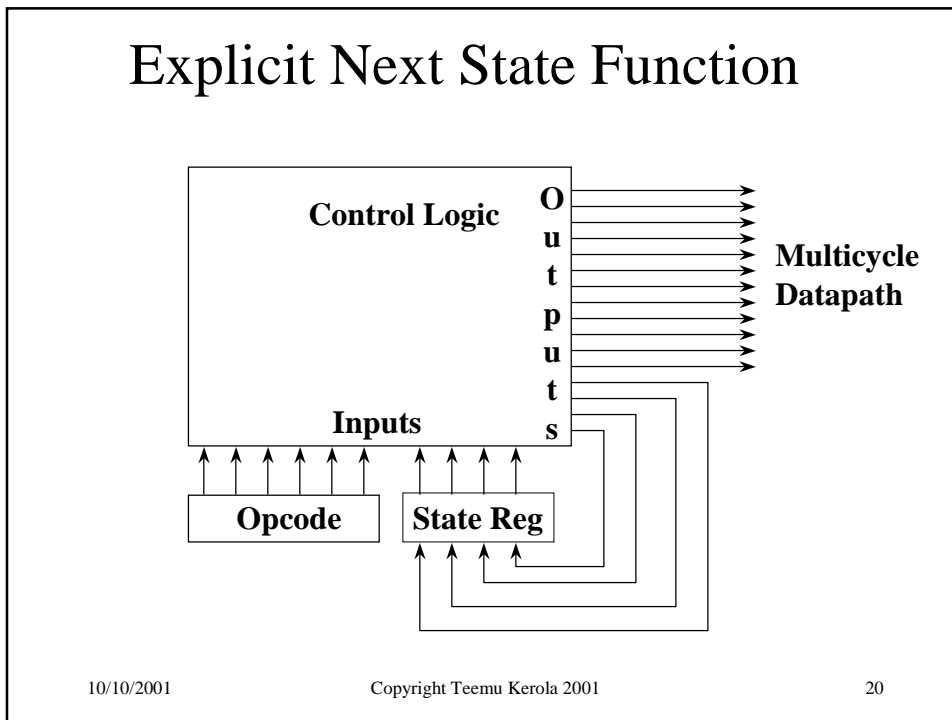 Explicit Next State Function
Control Logic
Outputs
Multicycle
Datapath
Inputs
Opcode
State Reg
10/10/2001
Copyright Teemu Kerola 2001
20